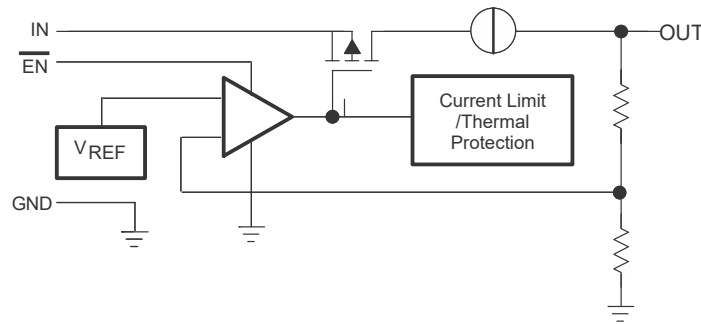 IN
OUT
EN
Current Limit
/Thermal
Protection
VREF
GND